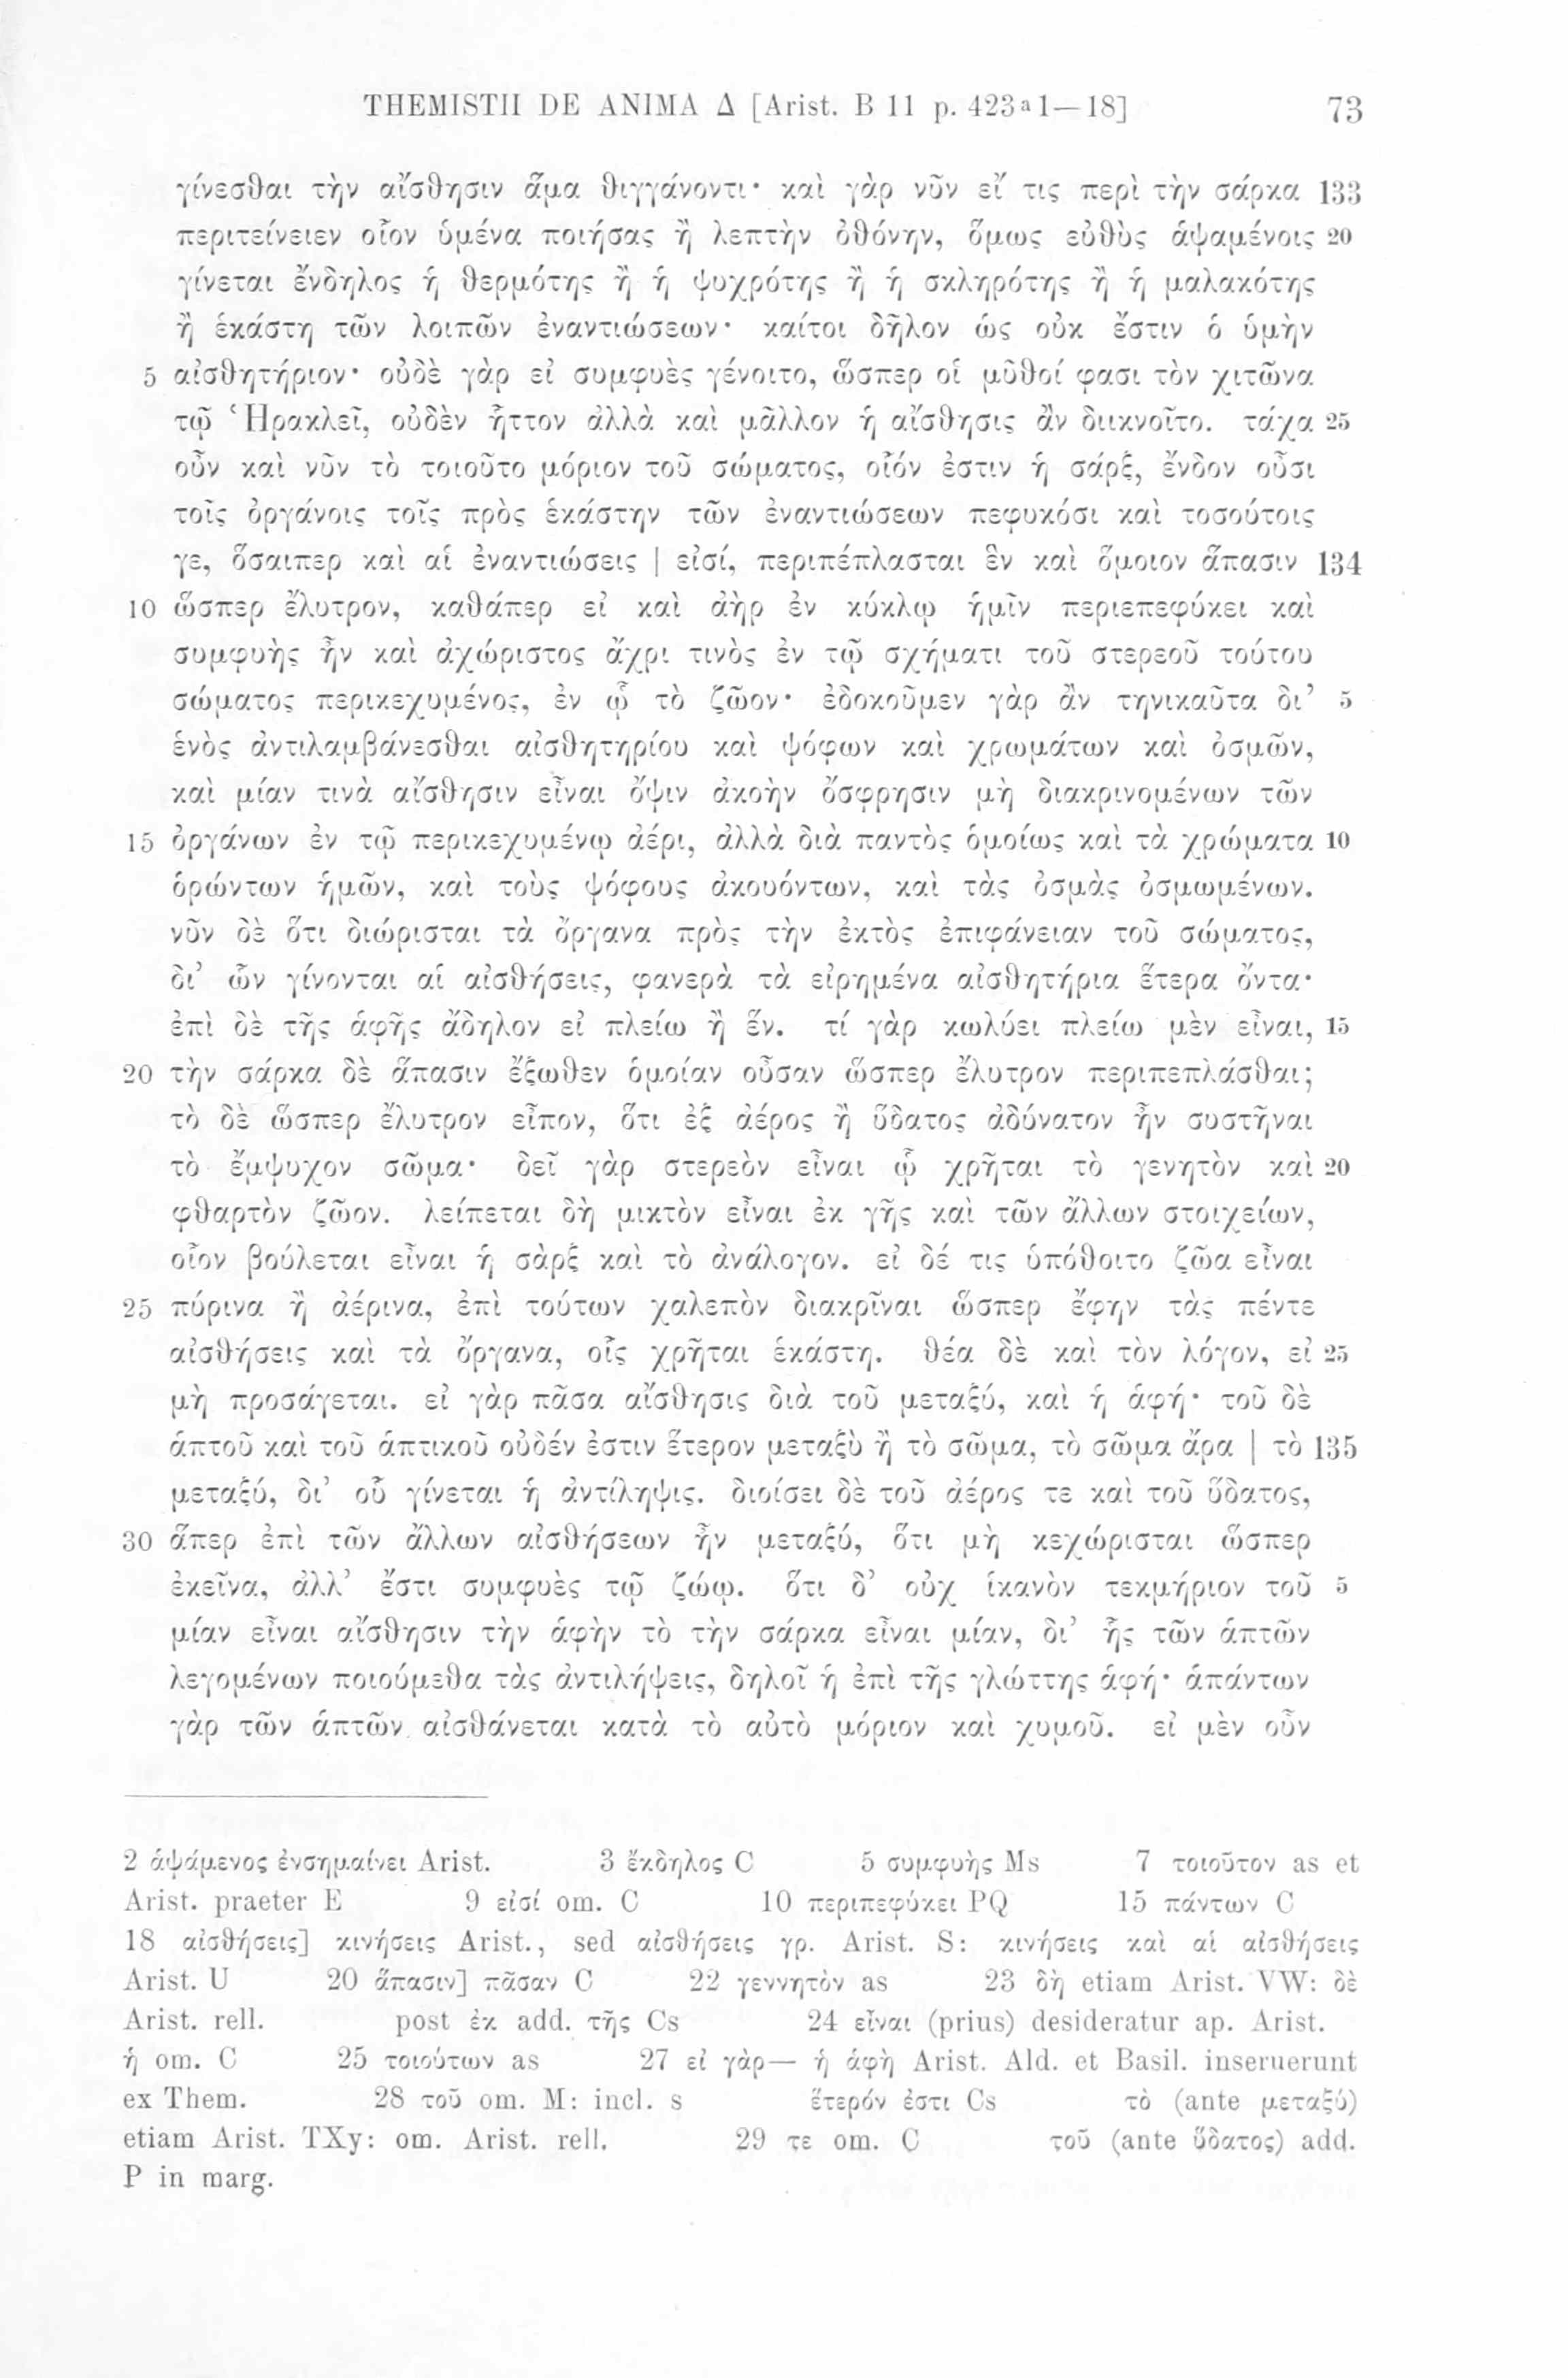 THEMISTII DE ANIMA Δ [Arist. B 11 p. 423a1—18] 73
γίνεσθαι τὴν αἴσθησιν ἅμα θιγγάνοντι· καὶ γὰρ νῦν εἴ τις περὶ τὴν σάρκα 133
περιτείνειεν οἷον ὑμένα ποιήσας ἢ λεπτὴν ὀθόνην, ὅμως εὐθὺς ἁψαμένοις 20
γίνεται ἔνδηλος ἡ θερμότης ἢ ἡ ψυχρότης ἢ ἡ σκληρότης ἢ ἡ μαλακότης
ἢ ἑκάστη τῶν λοιπῶν ἐναντιώσεων· καίτοι δῆλον ὡς οὐκ ἔστιν ὁ ὑμὴν
5 αἰσθητήριον· οὐδὲ γὰρ εἰ συμφυὲς γένοιτο, ὥσπερ οἱ μῦθοί φασι τὸν χιτῶνα
τῷ Ἡρακλεῖ, οὐδὲν ἧττον ἀλλὰ καὶ μᾶλλον ἡ αἴσθησις ἂν διικνοῖτο. τάχα 25
οὖν καὶ νῦν τὸ τοιοῦτο μόριον τοῦ σώματος, οἷόν ἐστιν ἡ σάρξ, ἔνδον οὖσι
τοῖς ὀργάνοις τοῖς πρὸς ἑκάστην τῶν ἐναντιώσεων πεφυκόσι καὶ τοσούτοις
γε, ὅσαιπερ καὶ αἱ ἐναντιώσεις | εἰσί, περιπέπλασται ἓν καὶ ὅμοιον ἅπασιν 134
10 ὥσπερ ἔλυτρον, καθάπερ εἰ καὶ ἀὴρ ἐν κύκλῳ ἡμῖν περιεπεφύκει καὶ
συμφυὴς ἦν καὶ ἀχώριστος ἄχρι τινὸς ἐν τῷ σχήματι τοῦ στερεοῦ τούτου
σώματος περικεχυμένος, ἐν ᾧ τὸ ζῶον· ἐδοκοῦμεν γὰρ ἂν τηνικαῦτα δι’ 5
ἑνὸς ἀντιλαμβάνεσθαι αἰσθητηρίου καὶ ψόφων καὶ χρωμάτων καὶ ὀσμῶν,
καὶ μίαν τινὰ αἴσθησιν εἶναι ὄψιν ἀκοὴν ὄσφρησιν μὴ διακρινομένων τῶν
15 ὀργάνων ἐν τῷ περικεχυμένῳ ἀέρι, ἀλλὰ διὰ παντὸς ὁμοίως καὶ τὰ χρώματα 10
ὁρώντων ἡμῶν, καὶ τοὺς ψόφους ἀκουόντων, καὶ τὰς ὀσμὰς ὀσμωμένων.
νῦν δὲ ὅτι διώρισται τὰ ὄργανα πρὸς τὴν ἐκτὸς ἐπιφάνειαν τοῦ σώματος,
δι’ ὧν γίνονται αἱ αἰσθήσεις, φανερὰ τὰ εἰρημένα αἰσθητήρια ἕτερα ὄντα·
ἐπὶ δὲ τῆς ἁφῆς ἄδηλον εἰ πλείω ἢ ἕν. τί γὰρ κωλύει πλείω μὲν εἶναι, 15
20 τὴν σάρκα δὲ ἅπασιν ἔξωθεν ὁμοίαν οὖσαν ὥσπερ ἔλυτρον περιπεπλάσθαι;
τὸ δὲ ὥσπερ ἔλυτρον εἶπον, ὅτι ἐξ ἀέρος ἢ ὕδατος ἀδύνατον ἦν συστῆναι
τὸ ἔμψυχον σῶμα· δεῖ γὰρ στερεὸν εἶναι ᾧ χρῆται τὸ γενητὸν καὶ 20
φθαρτὸν ζῶον. λείπεται δὴ μικτὸν εἶναι ἐκ γῆς καὶ τῶν ἄλλων στοιχείων,
οἷον βούλεται εἶναι ἡ σὰρξ καὶ τὸ ἀνάλογον. εἰ δέ τις ὑπόθοιτο ζῶα εἶναι
25 πύρινα ἢ ἀέρινα, ἐπὶ τούτων χαλεπὸν διακρῖναι ὥσπερ ἔφην τὰς πέντε
αἰσθήσεις καὶ τὰ ὄργανα, οἷς χρῆται ἑκάστη. θέα δὲ καὶ τὸν λόγον, εἰ 25
μὴ προσάγεται. εἰ γὰρ πᾶσα αἴσθησις διὰ τοῦ μεταξύ, καὶ ἡ ἁφή· τοῦ δὲ
ἁπτοῦ καὶ τοῦ ἁπτικοῦ οὐδέν ἐστιν ἕτερον μεταξὺ ἢ τὸ σῶμα, τὸ σῶμα ἄρα | τὸ 135
μεταξύ, δι’ οὗ γίνεται ἡ ἀντίληψις. διοίσει δὲ τοῦ ἀέρος τε καὶ τοῦ ὕδατος,
30 ἅπερ ἐπὶ τῶν ἄλλων αἰσθήσεων ἦν μεταξύ, ὅτι μὴ κεχώρισται ὥσπερ
ἐκεῖνα, ἀλλ’ ἔστι συμφυὲς τῷ ζώῳ. ὅτι δ’ οὐχ ἱκανὸν τεκμήριον τοῦ 5
μίαν εἶναι αἴσθησιν τὴν ἁφὴν τὸ τὴν σάρκα εἶναι μίαν, δι’ ἧς τῶν ἁπτῶν
λεγομένων ποιούμεθα τὰς ἀντιλήψεις, δηλοῖ ἡ ἐπὶ τῆς γλώττης ἁφή· ἁπάντων
γὰρ τῶν ἁπτῶν αἰσθάνεται κατὰ τὸ αὐτὸ μόριον καὶ χυμοῦ. εἰ μὲν οὖν
2 ἁψάμενος ἐνσημαίνει Arist. 3 ἔκδηλος C 5 συμφυὴς Ms 7 τοιοῦτον as et
Arist. praeter E 9 εἰσί om. C 10 περιπεφύκει PQ 15 πάντων C
18 αἰσθήσεις] κινήσεις Arist., sed αἰσθήσεις γρ. Arist. S: κινήσεις καὶ αἱ αἰσθήσεις
Arist. U 20 ἅπασιν] πᾶσαν C 22 γεννητὸν as 23 δὴ etiam Arist. VW: δὲ
Arist. rell. post ἐκ add. τῆς Cs 24 εἶναι (prius) desideratur ap. Arist.
ἡ om. C 25 τοιούτων as 27 εἰ γὰρ— ἡ ἁφὴ Arist. Ald. et Basil. inseruerunt
ex Them. 28 τοῦ om. M: incl. s ἕτερόν ἐστι Cs τὸ (ante μεταξύ)
etiam Arist. TXy: om. Arist. rell. 29 τε om. C τοῦ (ante ὕδατος) add.
P in marg.